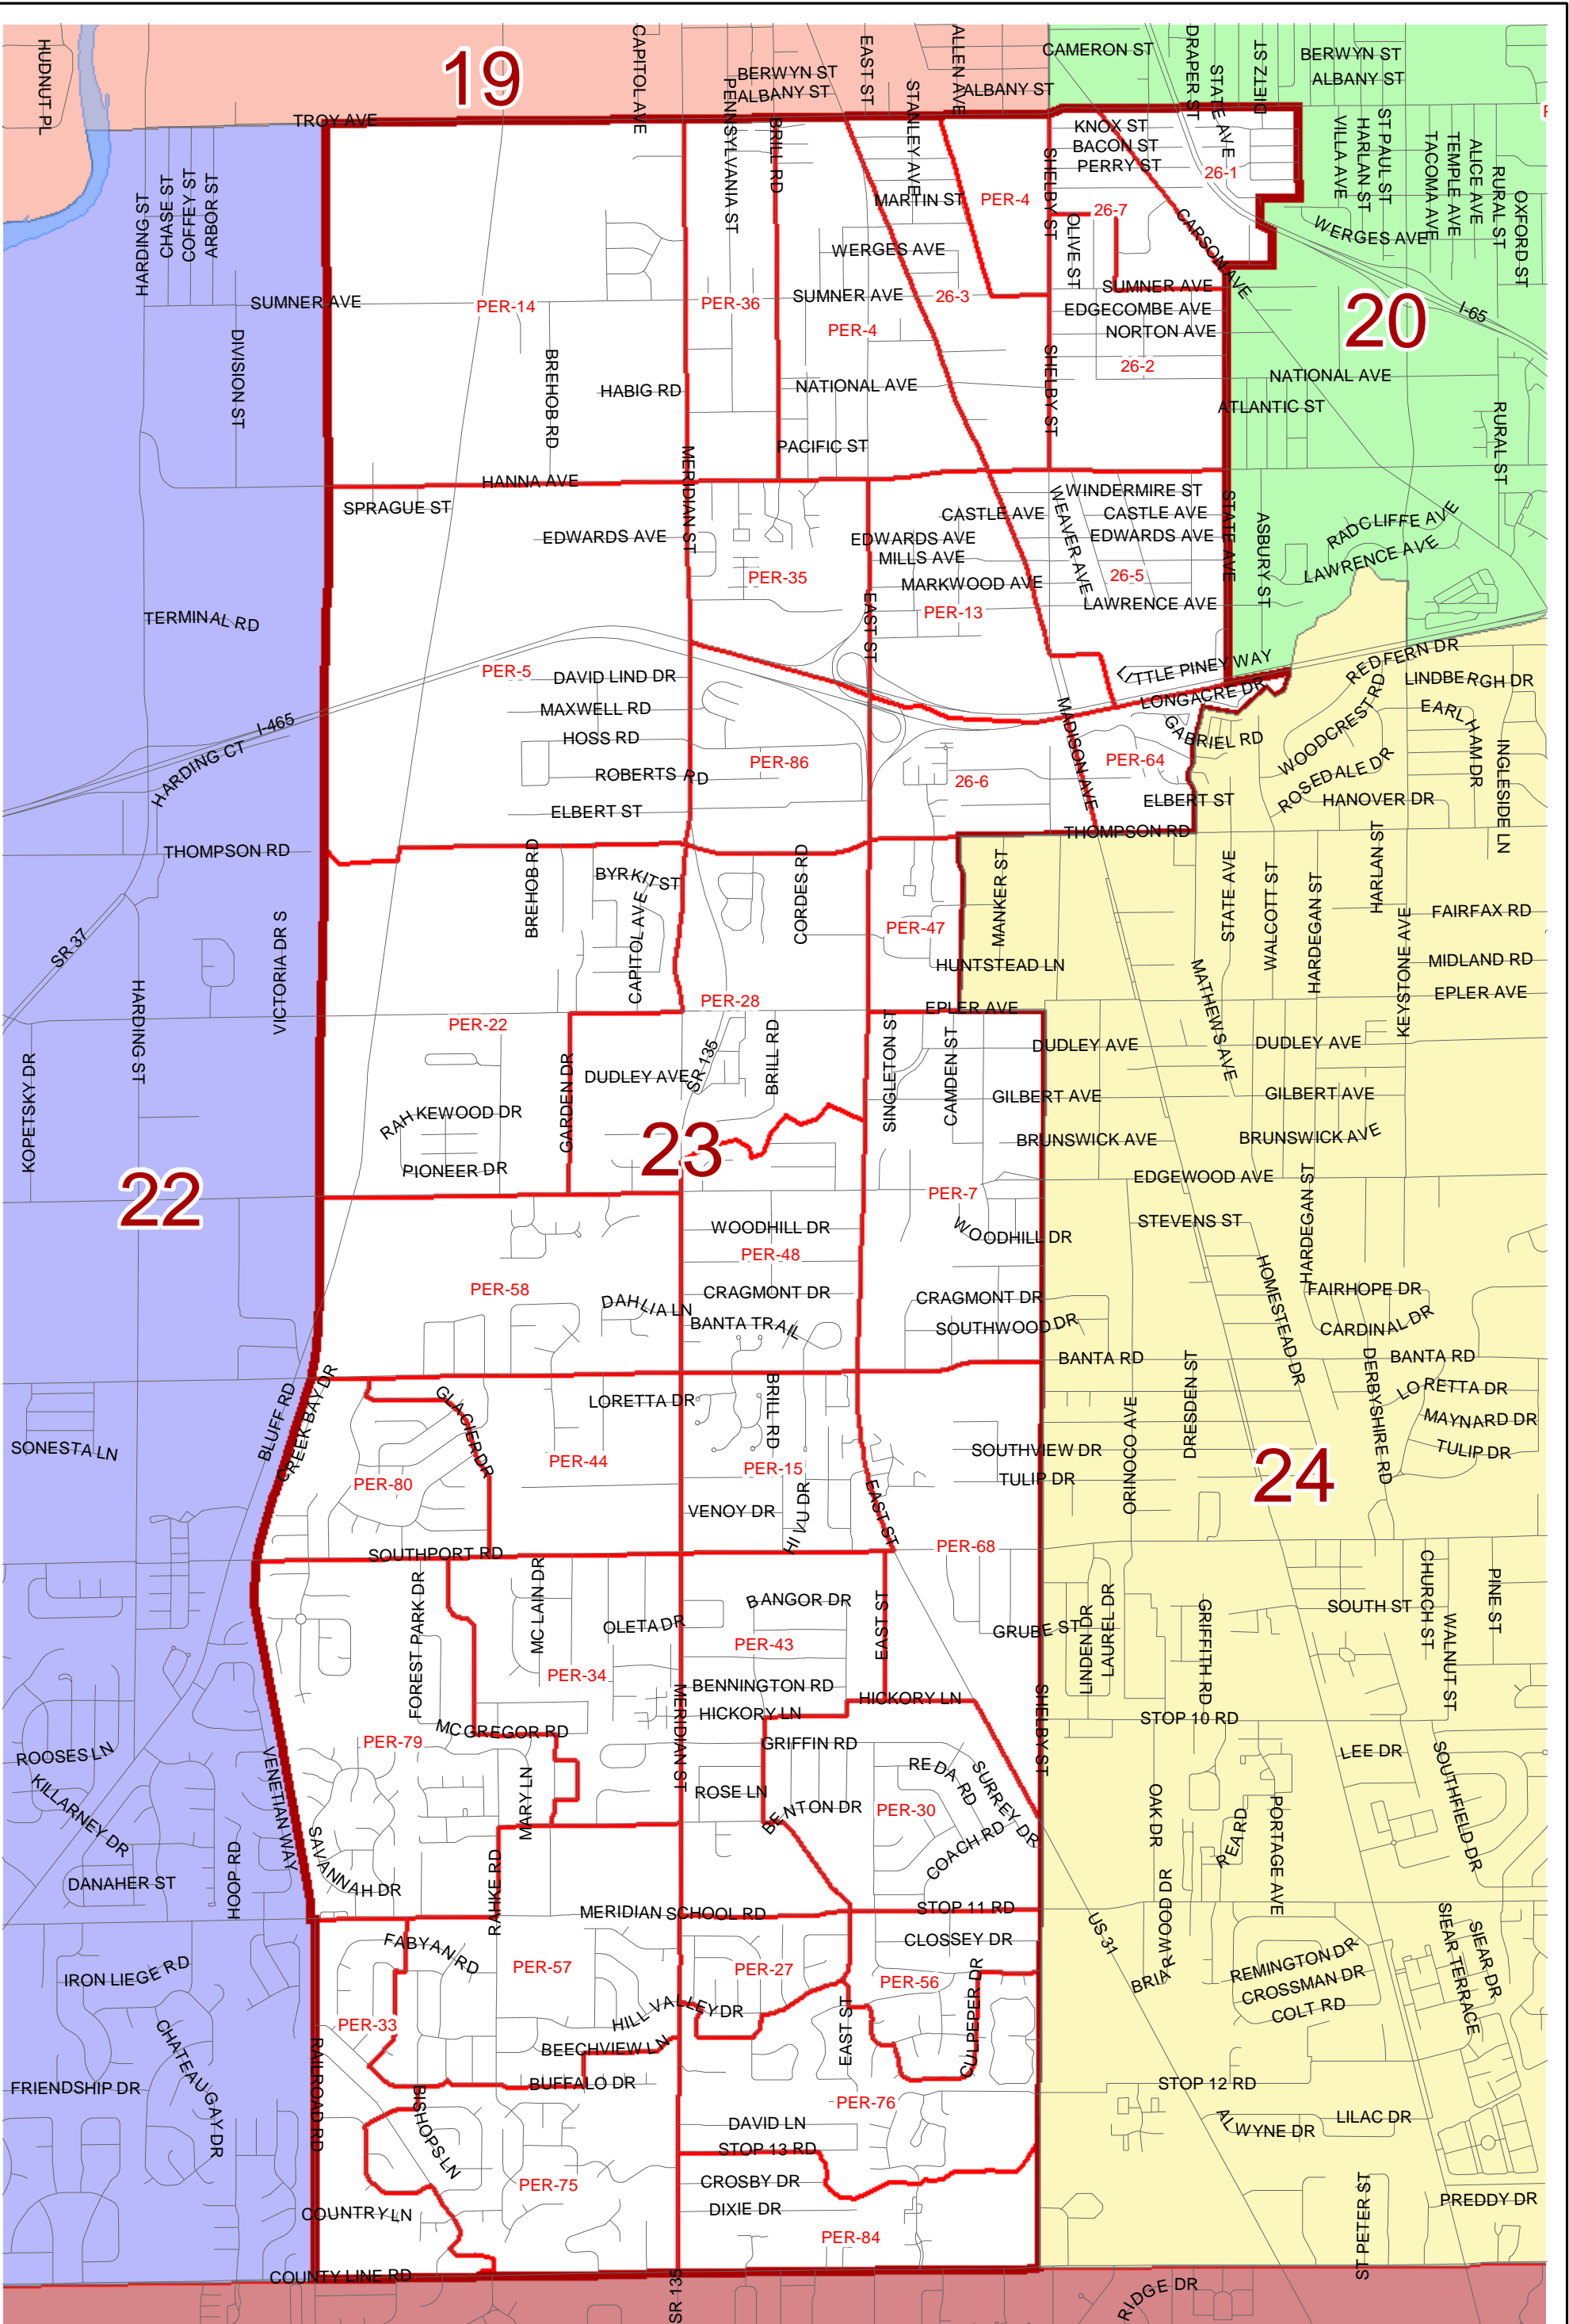 HUDNUT PL
19
CAPITOL AVE
PENNSYLVANIA ST
BERWYN ST
ALBANY ST
EAST ST
STANLEY AVE
ALLEN AVE
ALBANY ST
CAMERON ST
DRAPER ST
STATE AVE
DIETZ ST
BERWYN ST
ALBANY ST
TROY AVE
BRILL RD
KNOX ST
BACON ST
PERRY ST
26-1
VILLA AVE
HARLAN ST
ST PAUL ST
TACOMA AVE
TEMPLE AVE
ALICE AVE
RURAL ST
OXFORD ST
HARDING ST
CHASE ST
COFFEY ST
ARBOR ST
MARTIN ST
PER-4
SHELBY ST
OLIVE ST
26-7
CARSON AVE
WERGES AVE
WERGES AVE
SUMNER AVE
PER-14
PER-36
SUMNER AVE
26-3
SUMNER AVE
EDGECOMBE AVE
NORTON AVE
20
I-65
DIVISION ST
BREHOB RD
PER-4
SHELBY ST
26-2
HABIG RD
NATIONAL AVE
NATIONAL AVE
ATLANTIC ST
RURAL ST
PACIFIC ST
MERIDIAN ST
HANNA AVE
SPRAGUE ST
WINDERMIRE ST
CASTLE AVE
WEAVER AVE
CASTLE AVE
STATE AVE
ASBURY ST
EDWARDS AVE
EDWARDS AVE
EDWARDS AVE
RADCLIFFE AVE
MILLS AVE
LAWRENCE AVE
PER-35
MARKWOOD AVE
26-5
EAST ST
PER-13
LAWRENCE AVE
TERMINAL RD
PER-5
DAVID LIND DR
MAXWELL RD
HOSS RD
ROBERTS RD
ELBERT ST
I-465
HARDING CT
PER-86
26-6
MADISON AVE
LONGACRE DR
GABRIEL RD
PER-64
ELBERT ST
REDFERN DR
LINDBERGH DR
WOODCREST RD
EARLHAM DR
ROSEDALE DR
INGLESIDE LN
HANOVER DR
THOMPSON RD
THOMPSON RD
BREHOB RD
BYRKIT ST
CAPITOL AVE
CORDES RD
MANKER ST
STATE AVE
WALCOTT ST
HARDEGAN ST
HARLAN ST
KEYSTONE AVE
FAIRFAX RD
SR 37
VICTORIA DR S
PER-47
HUNTSTEAD LN
MATHEWS AVE
MIDLAND RD
HARDING ST
PER-28
EPLER AVE
EPLER AVE
PER-22
KOPETSKY DR
SR 135
BRILL RD
SINGLETON ST
CAMDEN ST
DUDLEY AVE
DUDLEY AVE
DUDLEY AVE
GARDEN DR
GILBERT AVE
GILBERT AVE
RAHKEWOOD DR
23
BRUNSWICK AVE
BRUNSWICK AVE
PIONEER DR
22
EDGEWOOD AVE
HARDEGAN ST
PER-7
WOODHILL DR
WOODHILL DR
STEVENS ST
PER-48
PER-58
CRAGMONT DR
CRAGMONT DR
HOMESTEAD DR
FAIRHOPE DR
DAHLIA LN
BANTA TRAIL
SOUTHWOOD DR
CARDINAL DR
BANTA RD
BANTA RD
DRESDEN ST
DERBYSHIRE RD
BLUFF RD
CREEK BAY DR
GLACIER DR
LORETTA DR
BRILL RD
ORINOCO AVE
LORETTA DR
MAYNARD DR
TULIP DR
SONESTA LN
PER-44
PER-15
SOUTHVIEW DR
TULIP DR
24
PER-80
VENOY DR
HI VU DR
EAST ST
SOUTHPORT RD
PER-68
FOREST PARK DR
MC LAIN DR
BANGOR DR
EAST ST
OLETA DR
PER-43
GRUBE ST
LINDEN DR
LAUREL DR
GRIFFITH RD
SOUTH ST
CHURCH ST
WALNUT ST
PINE ST
PER-34
BENNINGTON RD
MERIDIAN ST
HICKORY LN
HICKORY LN
SHELBY ST
STOP 10 RD
PER-79
MCGREGOR RD
GRIFFIN RD
LEE DR
ROOSES LN
VENETIAN WAY
MARY LN
ROSE LN
REDA RD
SURREY DR
SOUTHFIELD DR
KILLARNEY DR
BENTON DR
PER-30
OAK DR
REARD
PORTAGE AVE
COACH RD
SAVANNAH DR
HOOP RD
DANAHER ST
RAHKE RD
MERIDIAN SCHOOL RD
STOP 11 RD
BRIARWOOD DR
US-31
CLOSSEY DR
FABYAN RD
PER-57
PER-27
PER-56
CULPEPER DR
REMINGTON DR
CROSSMAN DR
COLT RD
SIEAR TERRACE
SIEAR DR
IRON LIEGE RD
HILL VALLEY DR
PER-33
CHATEAUGAY DR
RAILROAD RD
BEECHVIEW LN
EAST ST
FRIENDSHIP DR
BISHOPS LN
BUFFALO DR
STOP 12 RD
PER-76
DAVID LN
ALWYNE DR
LILAC DR
STOP 13 RD
PER-75
CROSBY DR
ST PETER ST
PREDDY DR
COUNTRY LN
DIXIE DR
PER-84
COUNTY LINE RD
SR 135
RIDGE DR